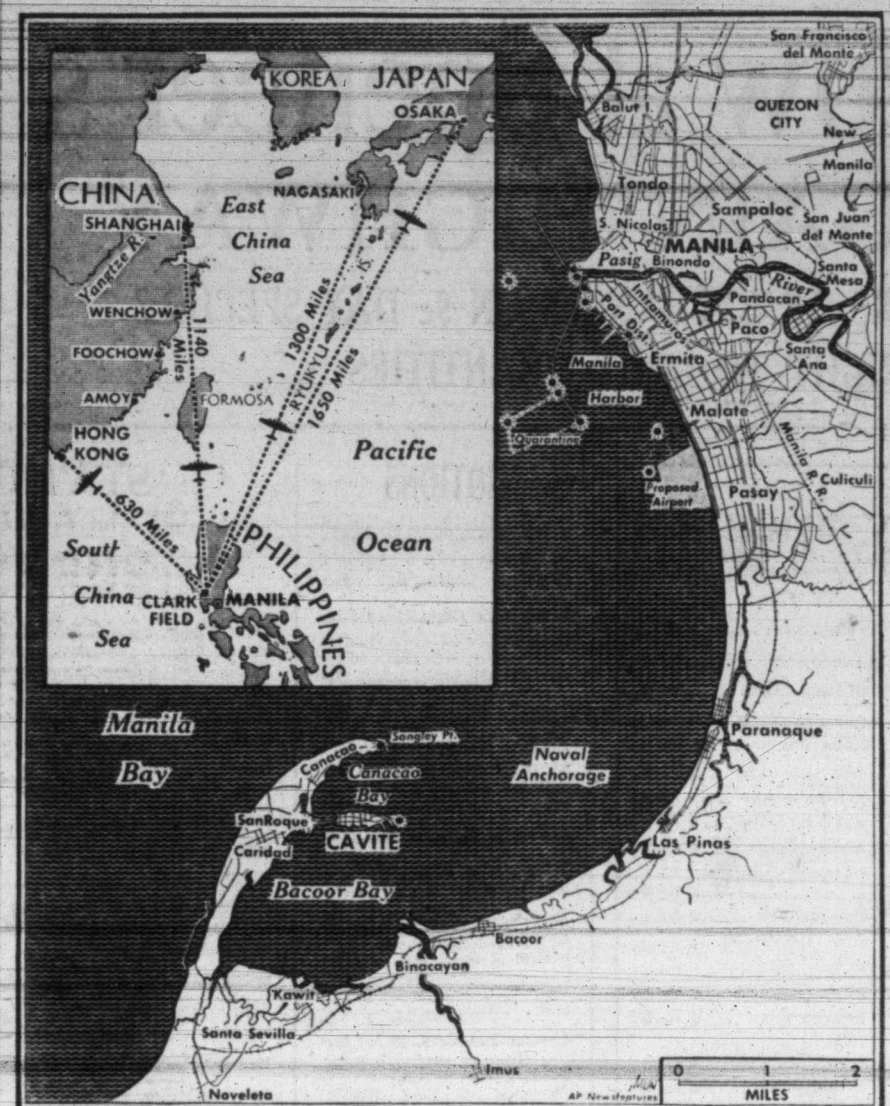 KOREA
JAPAN
OSAKA
CHINA
NAGASAKI
SHANGHAI
East
China
Sea
Yangtze R.
WENCHOW
1140
Miles
1300 Miles
RYUKYU IS.
1650 Miles
FOOCHOW
AMOY
FORMOSA
HONG
KONG
630 Miles
Pacific
Ocean
South
China
Sea
PHILIPPINES
CLARK
FIELD
MANILA
San Francisco
del Monte
Balut I.
QUEZON
CITY
New
Manila
Tondo
Sampaloc
San Juan
del Monte
S. Nicolas
MANILA
Pasig
Binondo
River
Santa
Mesa
Pandacan
Intramuros
Port Dist.
Paco
Ermita
Santa
Ana
Manila
Harbor
Malate
Quarantine
Manila R. R.
Culiculi
Proposed
Airport
Pasay
Manila
Bay
Sangley Pt.
Canacao
Canacao
Bay
Naval
Anchorage
Paranaque
SanRoque
CAVITE
Caridad
Las Pinas
Bacoor Bay
Bacoor
Binacayan
Kawit
Santa Sevilla
Imus
Noveleta
AP Newsfeatures
0 1 2
MILES